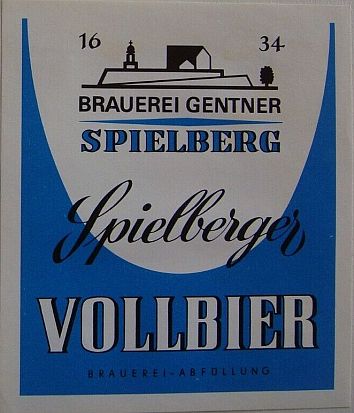 16 34
BRAUEREI GENTNER
SPIELBERG
Spielberger
VOLLBIER
BRAUEREI-ABFÜLLUNG